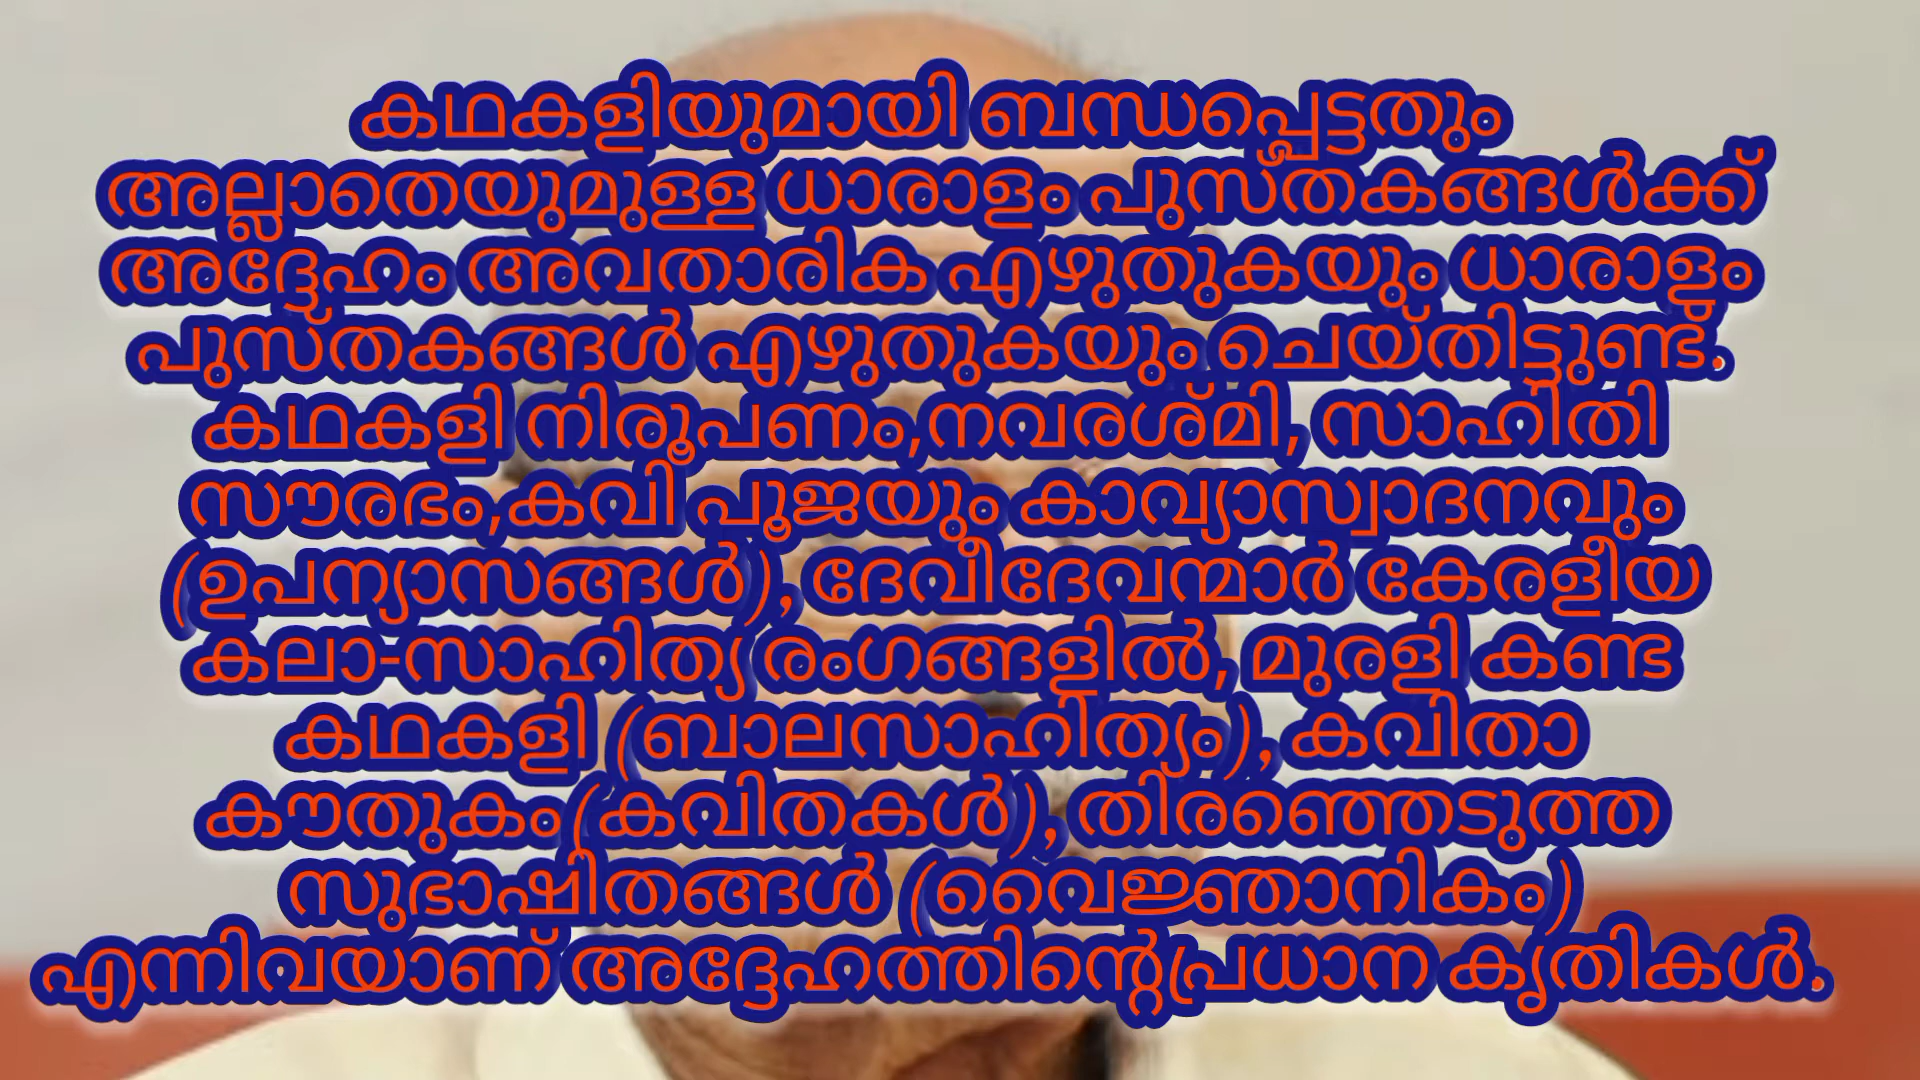 കഥകളിയുമായി ബന്ധപ്പെട്ടതും
അല്ലാതെയുമുള്ള ധാരാളം പുസ്തകങ്ങൾക്ക്
അദ്ദേഹം അവതാരിക എഴുതുകയും ധാരാളം
പുസ്തകങ്ങൾ എഴുതുകയും ചെയ്തിട്ടുണ്ട്.
കഥകളി നിരൂപണം,നവരശ്മി, സാഹിതി
സൗരഭം,കവി പൂജയും കാവ്യാസ്വാദനവും
(ഉപന്യാസങ്ങൾ), ദേവീദേവന്മാർ കേരളീയ
കലാ-സാഹിത്യ രംഗങ്ങളിൽ, മുരളി കണ്ട
കഥകളി (ബാലസാഹിത്യം), കവിതാ
കൗതുകം (കവിതകൾ), തിരഞ്ഞെടുത്ത
സുഭാഷിതങ്ങൾ (വൈജ്ഞാനികം)
എന്നിവയാണ് അദ്ദേഹത്തിന്റെപ്രധാന കൃതികൾ.